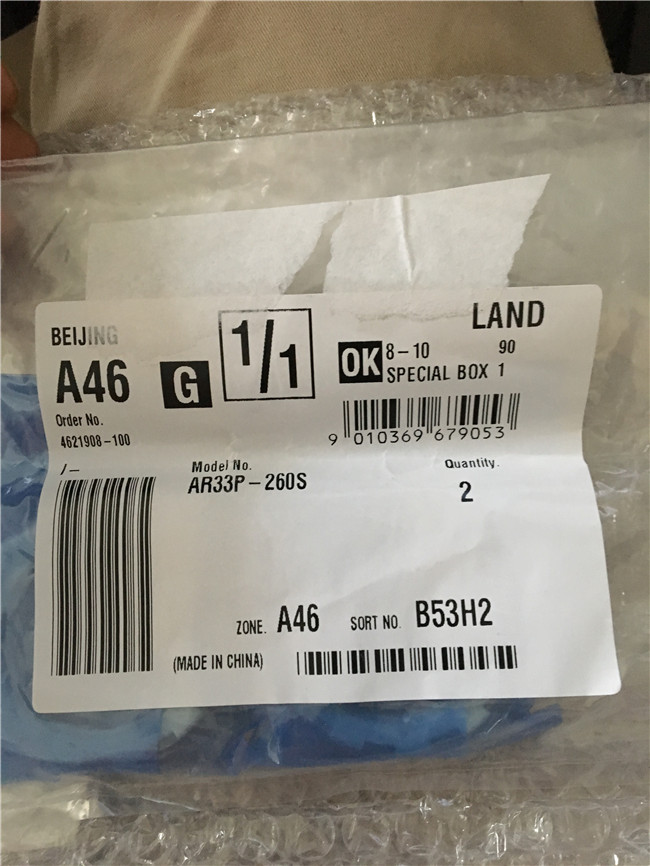 BEIJING
LAND
A46
G
1/1
OK
8-10
90
SPECIAL BOX 1
Order No.
4621908-100
9 010369 679053
/-
Model No.
AR33P-260S
Quantity.
2
ZONE. A46
SORT NO. B53H2
(MADE IN CHINA)